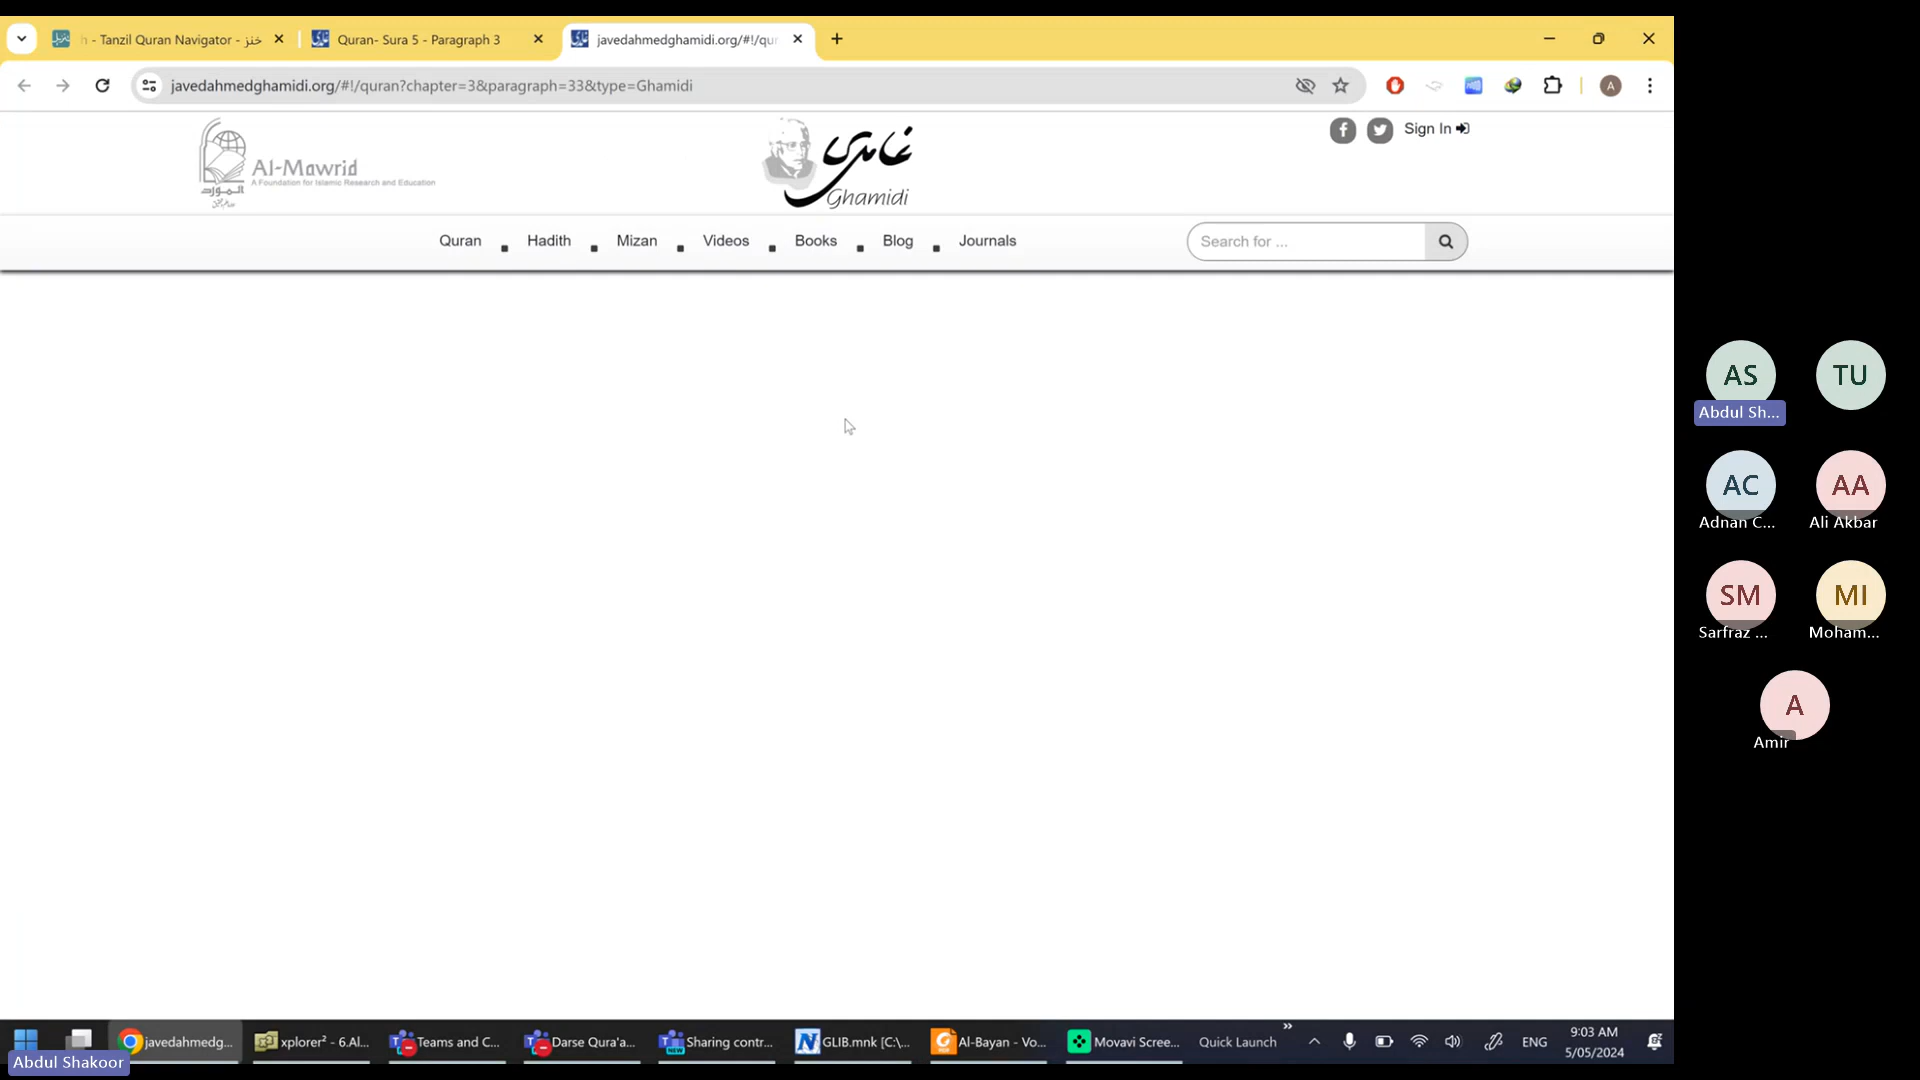 h - Tanzil Quran Navigator - خنز
Quran- Sura 5 - Paragraph 3
javedahmedghamidi.org/#!/qu
javedahmedghamidi.org/#!/quran?chapter=3&paragraph=33&type=Ghamidi
A
Al-Mawrid
A Foundation for Islamic Research and Education
المورد
غامدی
Ghamidi
Sign In
Quran
Hadith
Mizan
Videos
Books
Blog
Journals
Search for ...
AS
Abdul Sh...
TU
AC
Adnan C...
AA
Ali Akbar
SM
Sarfraz ...
MI
Moham...
A
Amir
javedahmedg...
xplorer² - 6.Al...
Teams and C...
Darse Qura'a...
Sharing contr...
GLIB.mnk [C:\...
Al-Bayan - Vo...
Movavi Scree...
Quick Launch
ENG
9:03 AM
5/05/2024
Abdul Shakoor